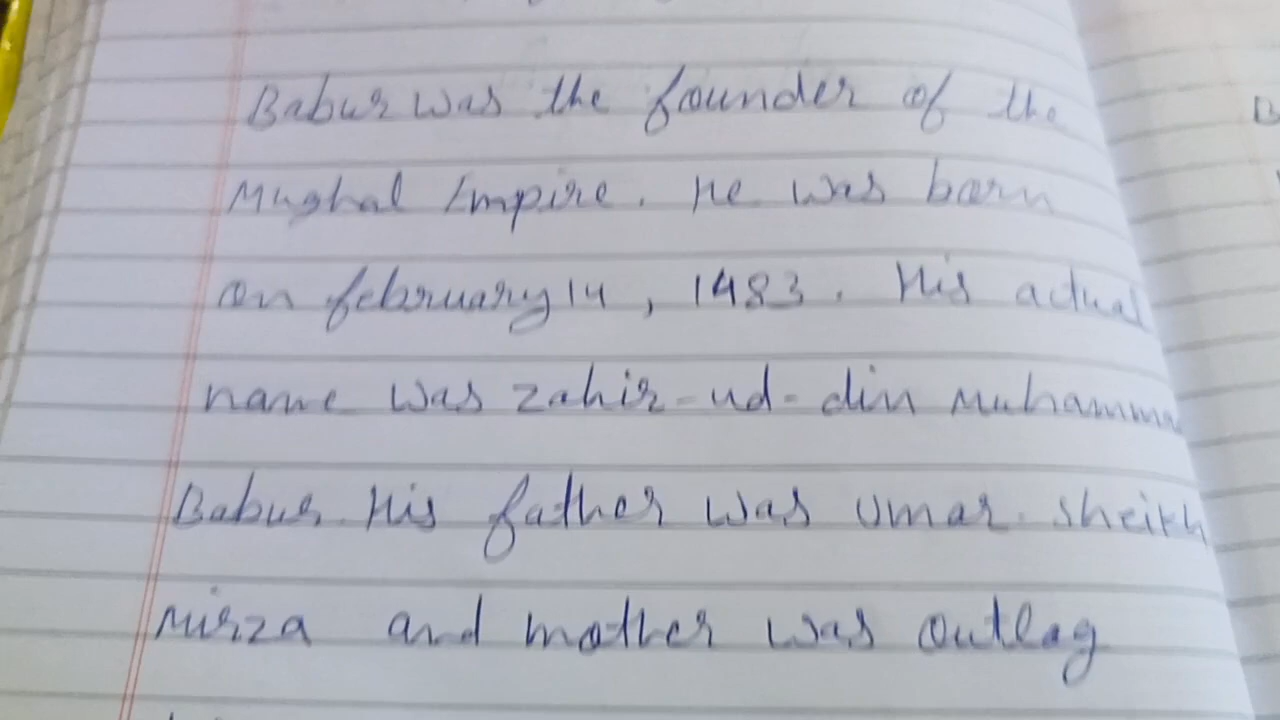 Babur was the founder of the
Mughal Empire. He was born
on february 14, 1483. His actual
name was Zahir-ud-din Muhamma
Babur. His father was Umar Sheikh
Mirza and mother was Qutlag